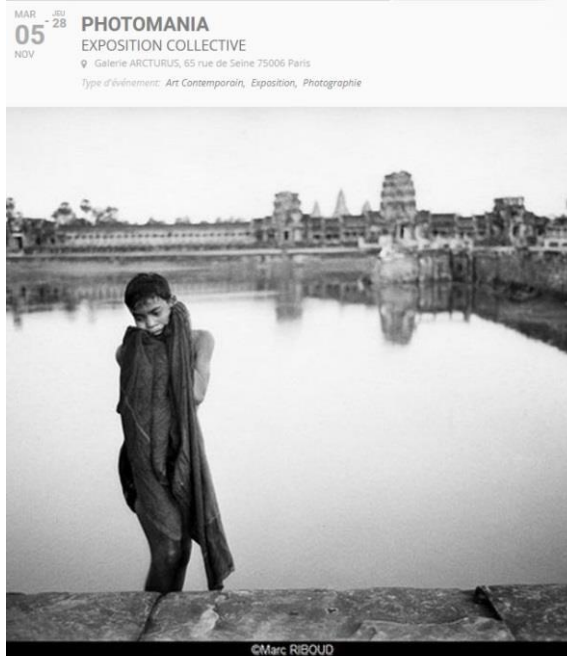 MAR
05
NOV
- JEU
28
PHOTOMANIA
EXPOSITION COLLECTIVE
Galerie ARCTURUS, 65 rue de Seine 75006 Paris
Type d'événement: Art Contemporain, Exposition, Photographie
©Marc RIBOUD